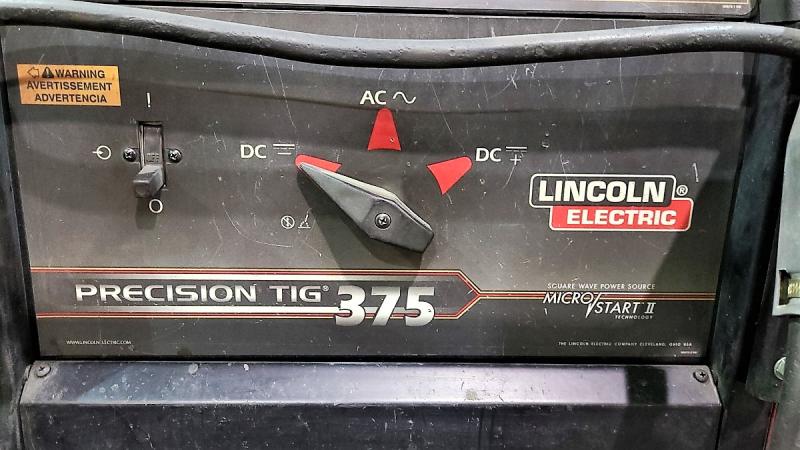 WARNING
AVERTISSEMENT
ADVERTENCIA
AC
DC
DC
OFF
LINCOLN ®
ELECTRIC
PRECISION TIG® 375
SQUARE WAVE POWER SOURCE
MICRO START II
TECHNOLOGY
WWW.LINCOLNELECTRIC.COM
THE LINCOLN ELECTRIC COMPANY CLEVELAND, OHIO USA